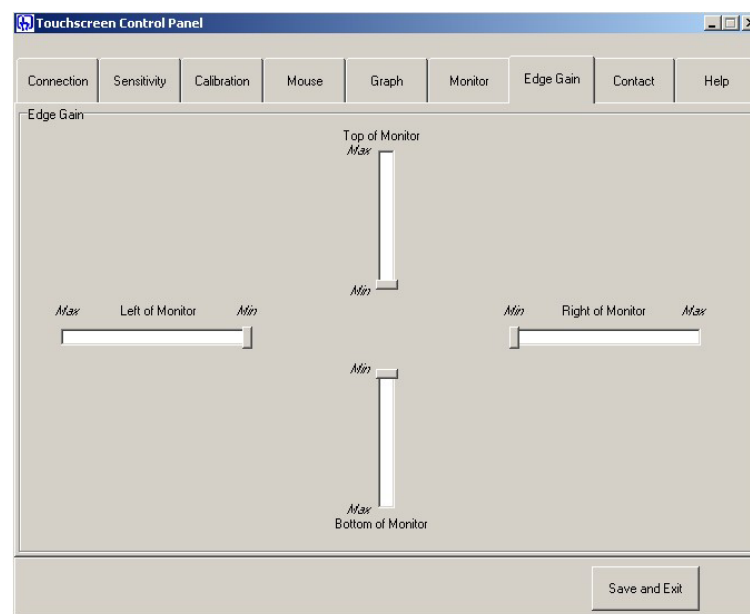 Touchscreen Control Panel
Connection Sensitivity Calibration Mouse Graph Monitor Edge Gain Contact Help
Edge Gain
Top of Monitor
Max
Min
Max Left of Monitor Min
Min Right of Monitor Max
Min
Max
Bottom of Monitor
Save and Exit